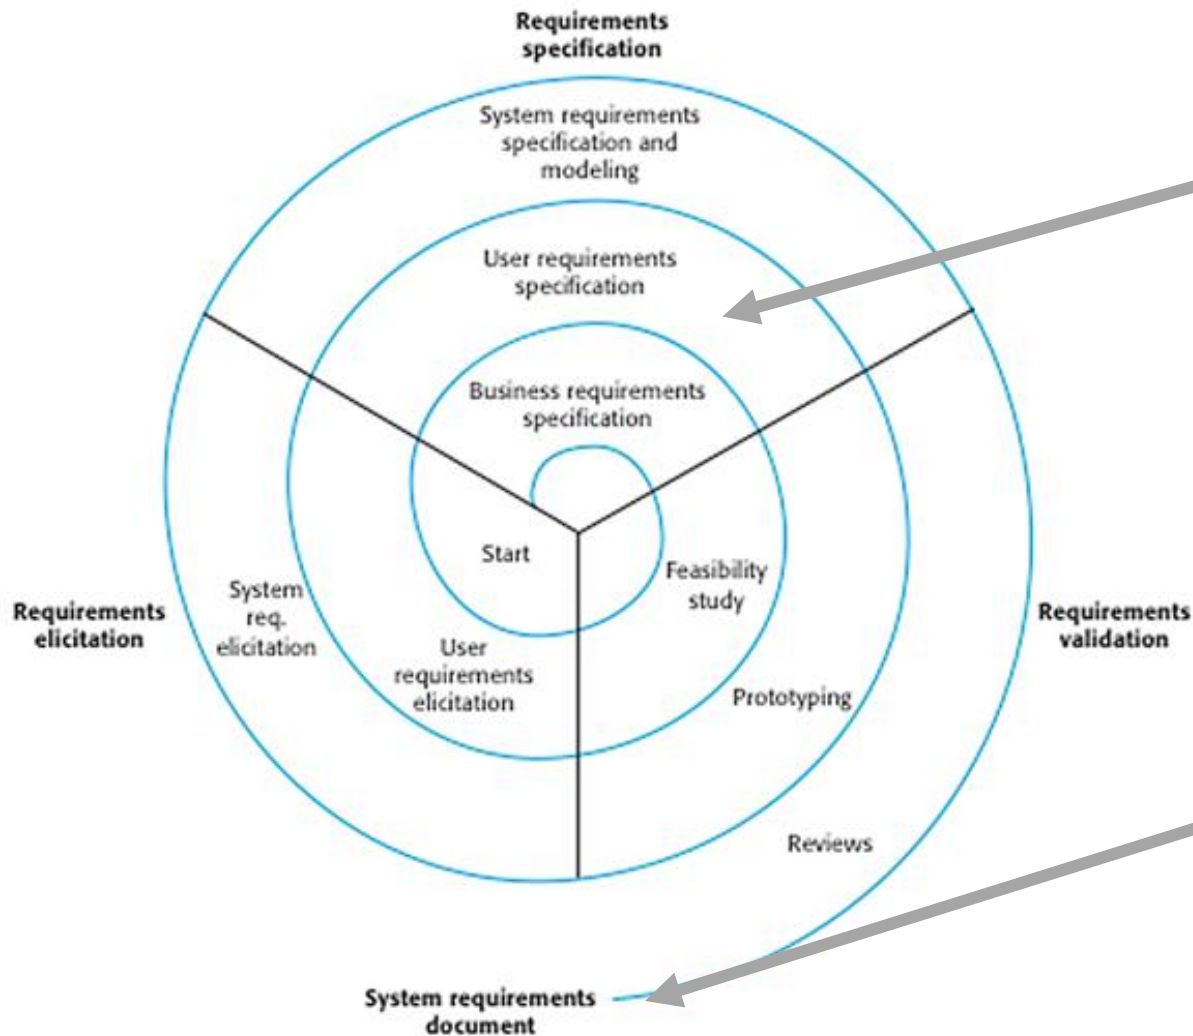 Requirements
specification
System requirements
specification and
modeling
User requirements
specification
Business requirements
specification
Start
Feasibility
study
System
req.
elicitation
Requirements
elicitation
User
requirements
elicitation
Requirements
validation
Prototyping
Reviews
System requirements
document